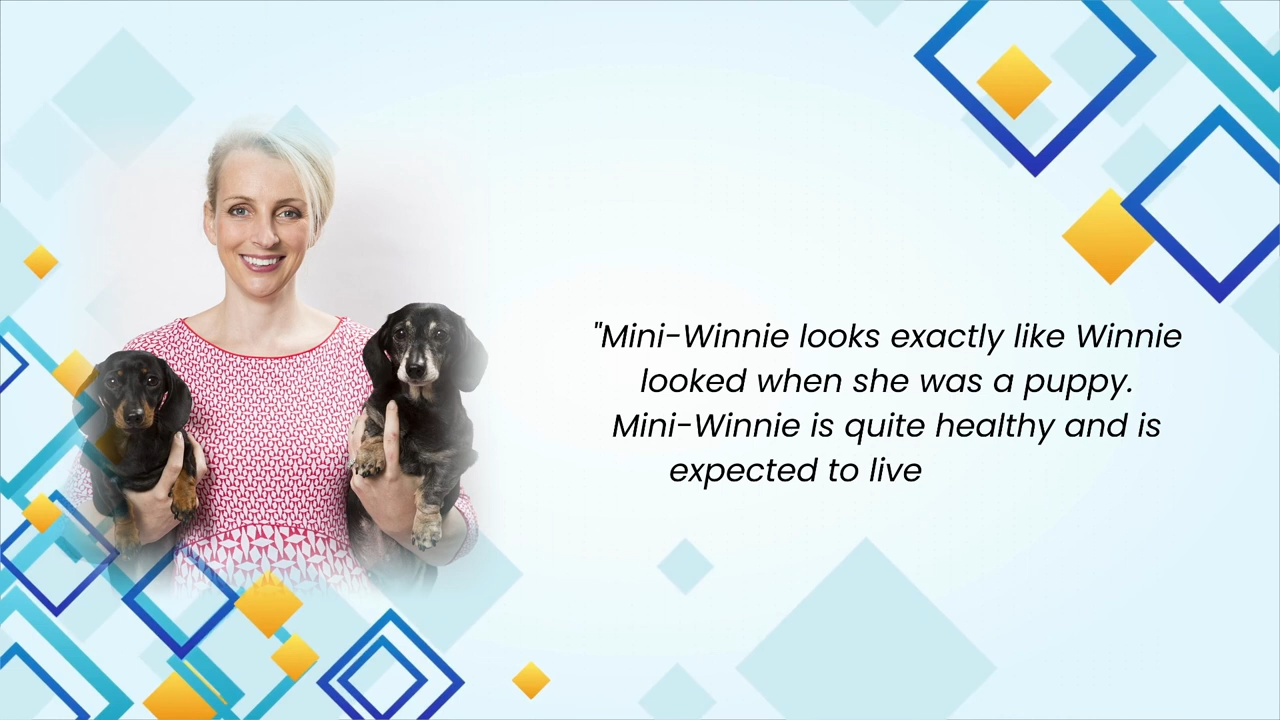 "Mini-Winnie looks exactly like Winnie
looked when she was a puppy.
Mini-Winnie is quite healthy and is
expected to live